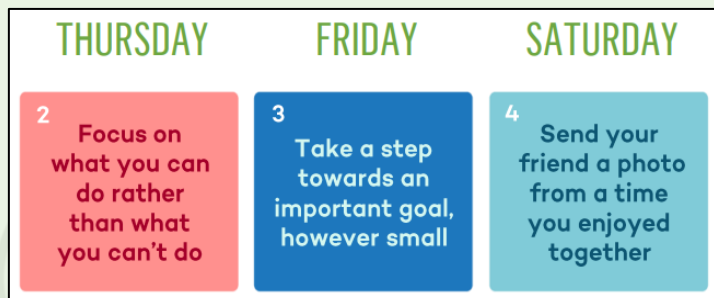 THURSDAY
FRIDAY
SATURDAY
2
Focus on
what you can
do rather
than what
you can't do
3
Take a step
towards an
important goal,
however small
4
Send your
friend a photo
from a time
you enjoyed
together